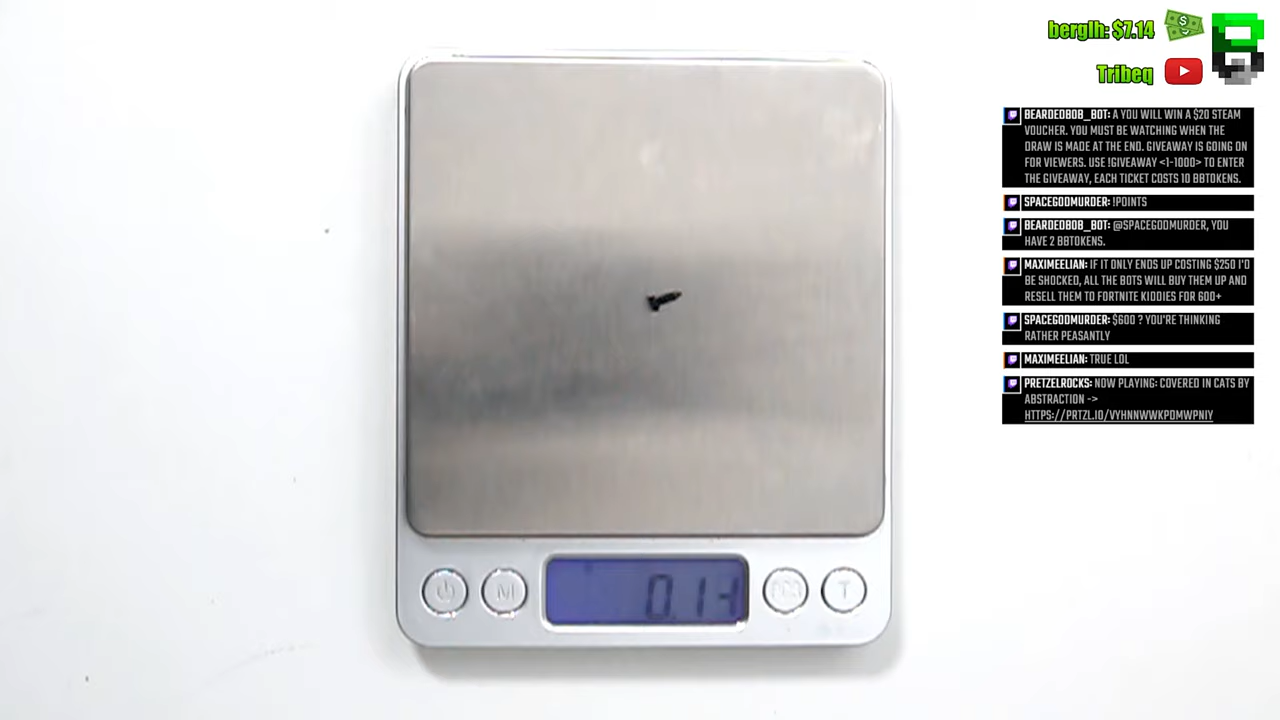 berglh: $7.14
Tribeq
BEARDEDBOB_BOT: A YOU WILL WIN A $20 STEAM
VOUCHER. YOU MUST BE WATCHING WHEN THE
DRAW IS MADE AT THE END. GIVEAWAY IS GOING ON
FOR VIEWERS. USE !GIVEAWAY <1-1000> TO ENTER
THE GIVEAWAY, EACH TICKET COSTS 10 BBTOKENS.
SPACEGODMURDER: !POINTS
BEARDEDBOB_BOT: @SPACEGODMURDER, YOU
HAVE 2 BBTOKENS.
MAXIMEELIAN: IF IT ONLY ENDS UP COSTING $250 I'D
BE SHOCKED, ALL THE BOTS WILL BUY THEM UP AND
RESELL THEM TO FORTNITE KIDDIES FOR 600+
SPACEGODMURDER: $600 ? YOU'RE THINKING
RATHER PEASANTLY
MAXIMEELIAN: TRUE LOL
PRETZELROCKS: NOW PLAYING: COVERED IN CATS BY
ABSTRACTION ->
HTTPS://PRTZL.IO/VYHNNWWKPDMWPNIY
M
T